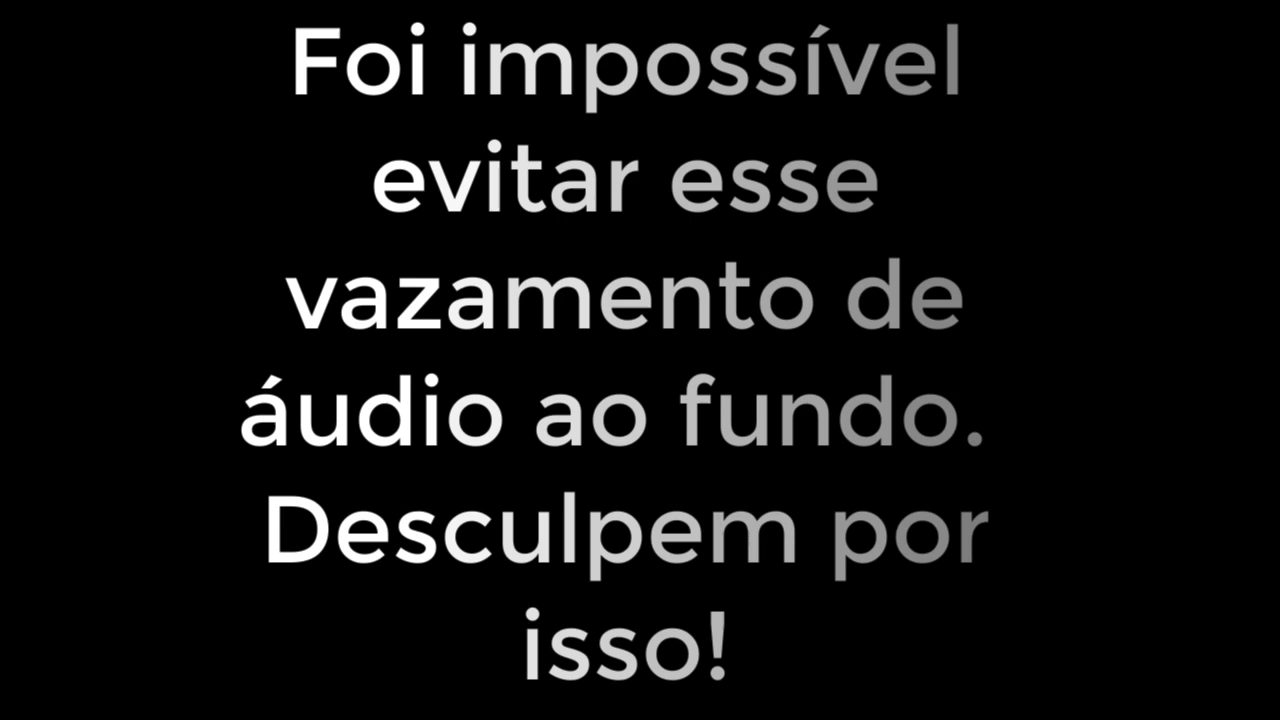 Foi impossível
evitar esse
vazamento de
áudio ao fundo.
Desculpem por
isso!